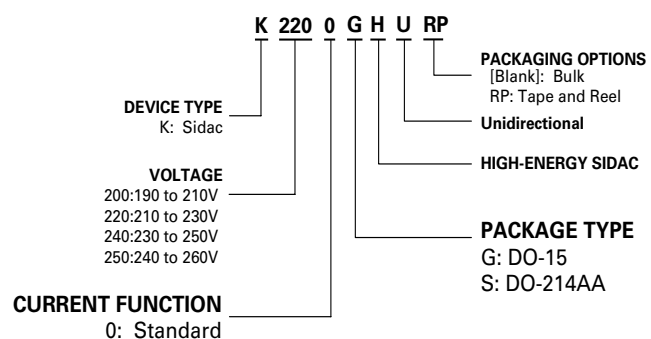 K 220 0 G H U RP
PACKAGING OPTIONS
[Blank]: Bulk
RP: Tape and Reel
Unidirectional
HIGH-ENERGY SIDAC
PACKAGE TYPE
G: DO-15
S: DO-214AA
DEVICE TYPE
K: Sidac
VOLTAGE
200:190 to 210V
220:210 to 230V
240:230 to 250V
250:240 to 260V
CURRENT FUNCTION
0: Standard